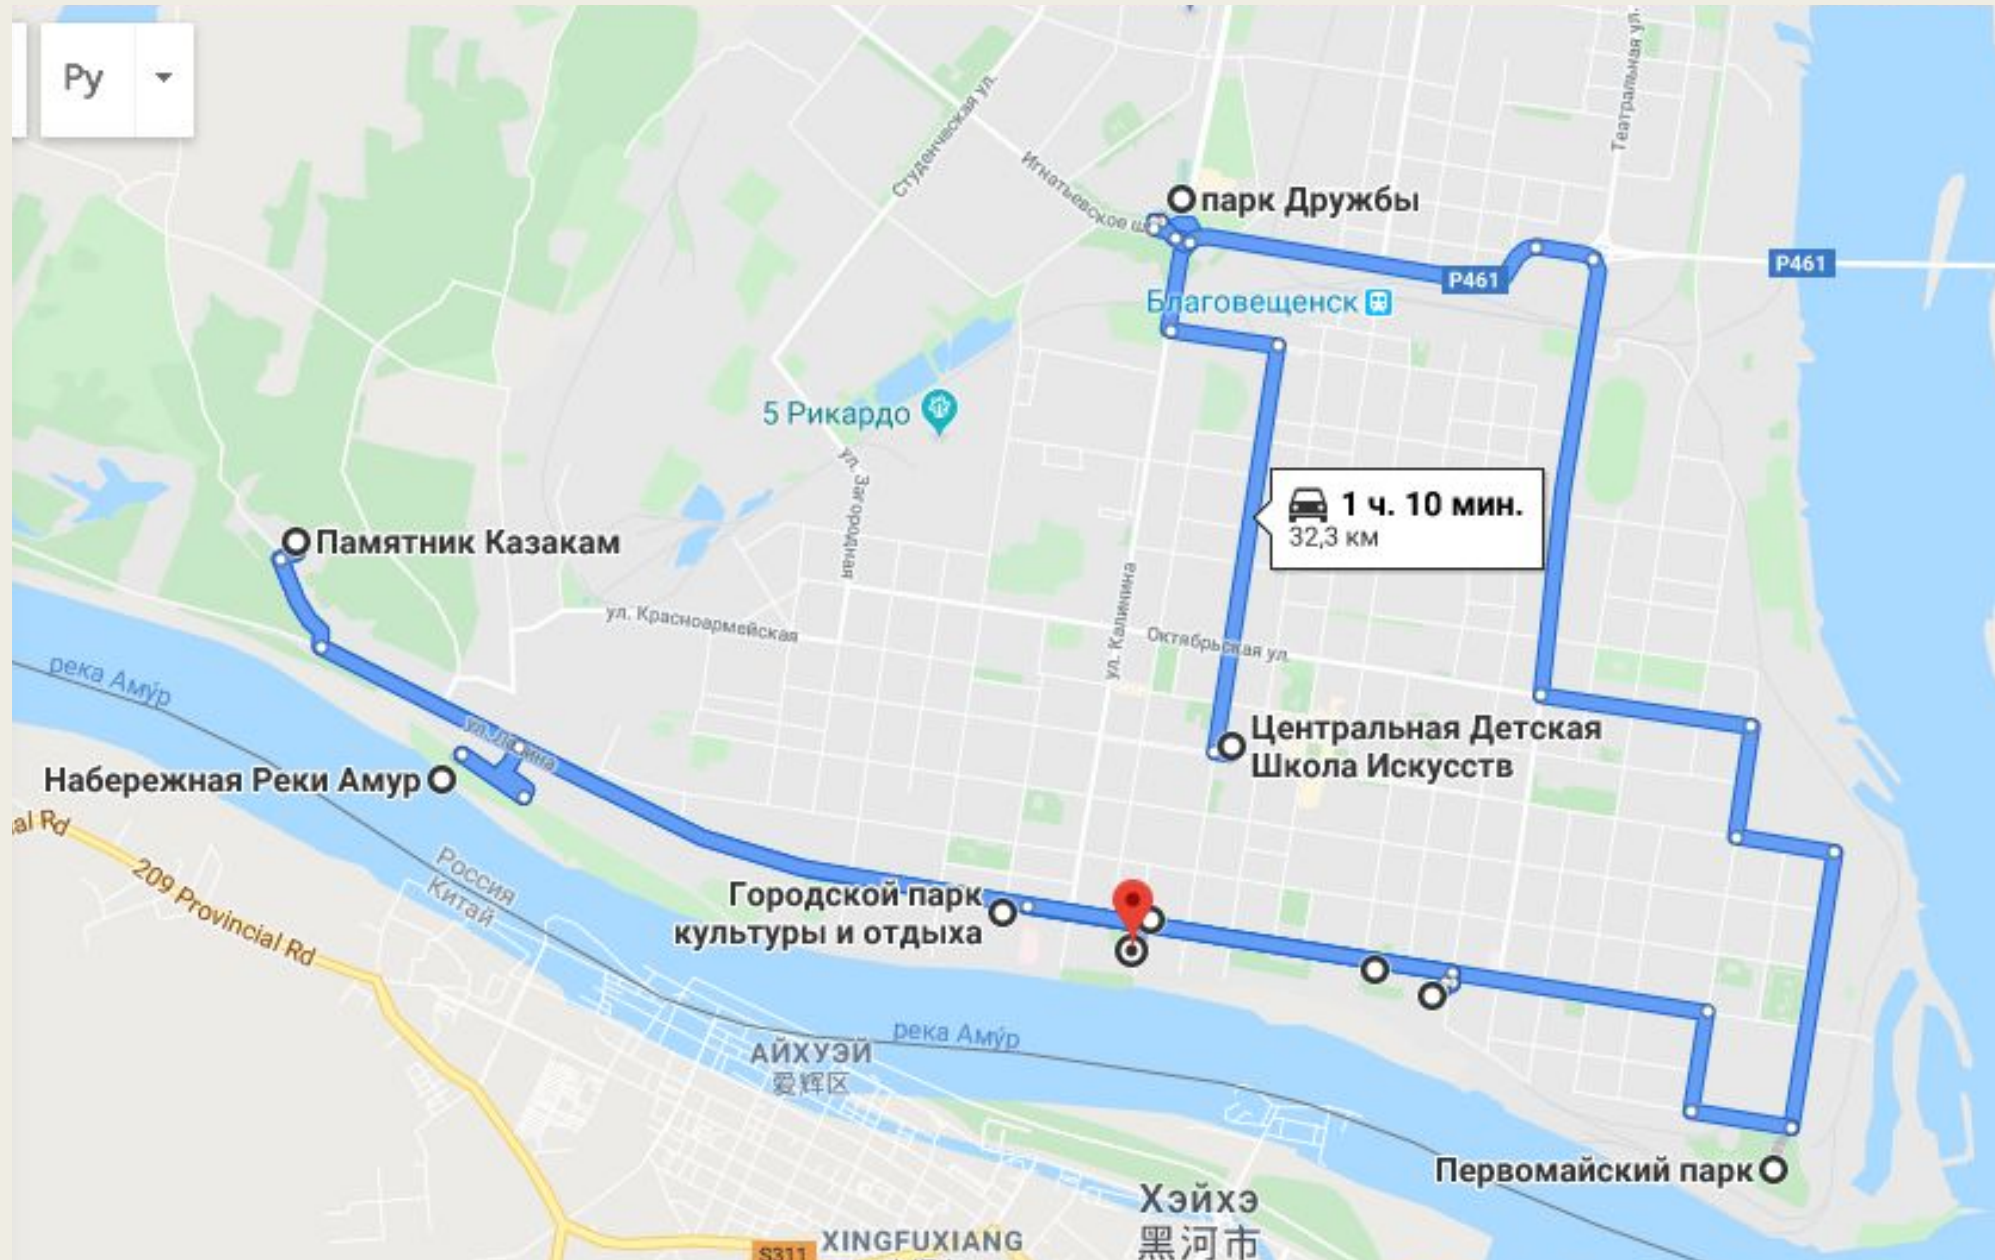 Ру
Театральная ул.
Студенческая ул.
Игнатьевское ш
парк Дружбы
Р461
Р461
Благовещенск
5 Рикардо
ул. Загородная
1 ч. 10 мин.
32,3 км
Памятник Казакам
ул. Красноармейская
ул. Калинина
Октябрьская ул.
река Амур
ул. Ленина
Центральная Детская
Школа Искусств
Набережная Реки Амур
al Rd
209 Provincial Rd
Россия
Китай
Городской парк
культуры и отдыха
река Амур
АЙХУЭЙ
爱辉区
Первомайский парк
Хэйхэ
黑河市
XINGFUXIANG
S311